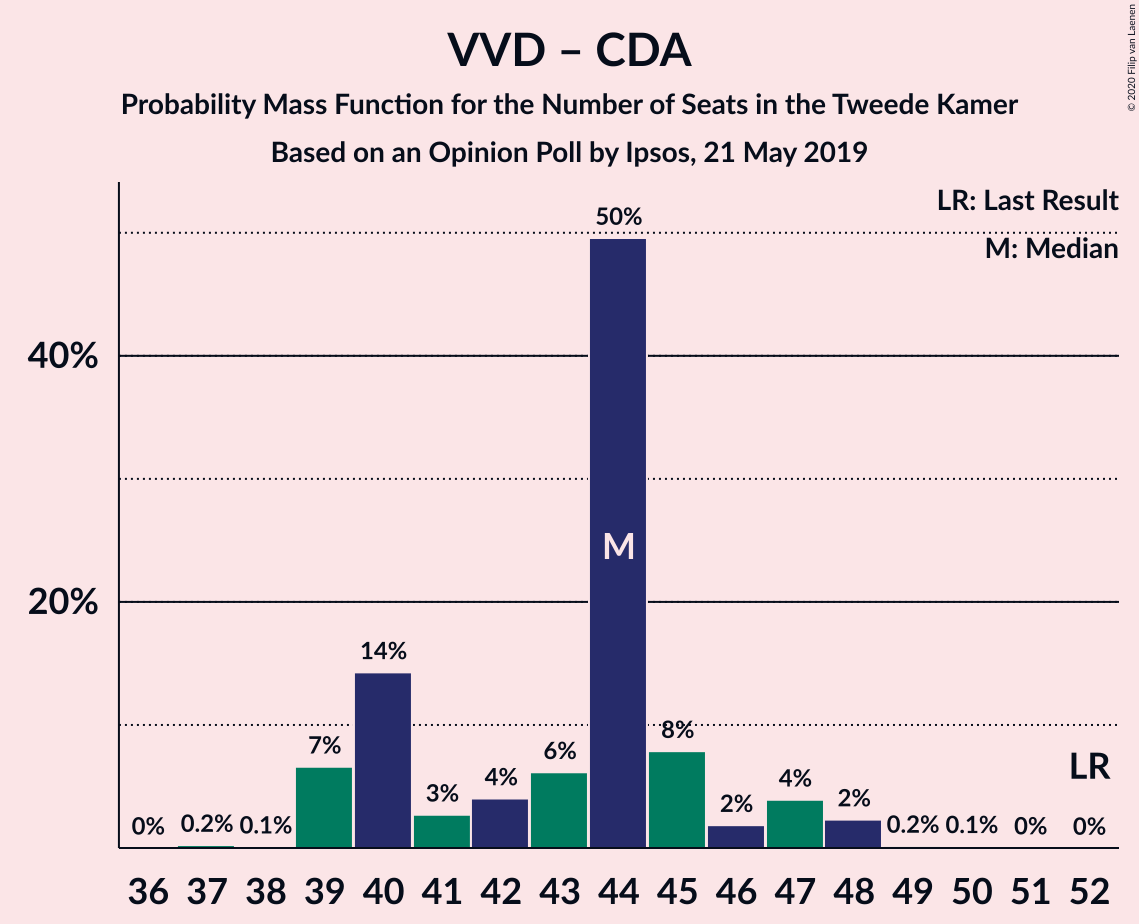 VVD – CDA
Probability Mass Function for the Number of Seats in the Tweede Kamer
Based on an Opinion Poll by Ipsos, 21 May 2019
© 2020 Filip van Laenen
LR: Last Result
M: Median
40%
20%
0%
0.2%
0.1%
7%
14%
3%
4%
6%
50%
M
8%
2%
4%
2%
0.2%
0.1%
0%
0%
LR
36 37 38 39 40 41 42 43 44 45 46 47 48 49 50 51 52